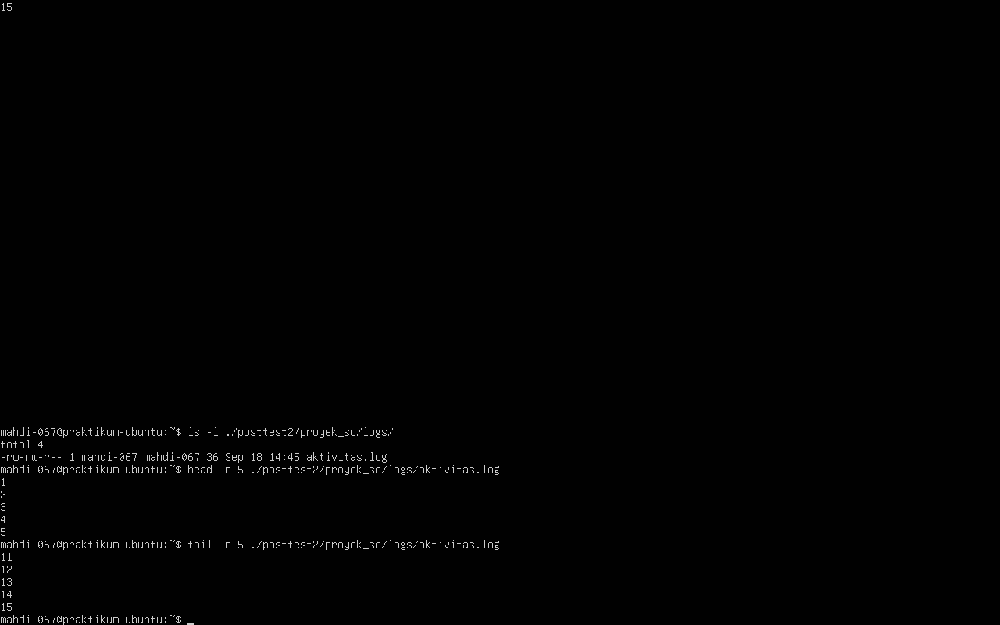 15
mahdi-067@praktikum-ubuntu:~$ ls -l ./posttest2/proyek_so/logs/
total 4
-rw-rw-r-- 1 mahdi-067 mahdi-067 36 Sep 18 14:45 aktivitas.log
mahdi-067@praktikum-ubuntu:~$ head -n 5 ./posttest2/proyek_so/logs/aktivitas.log
1
2
3
4
5
mahdi-067@praktikum-ubuntu:~$ tail -n 5 ./posttest2/proyek_so/logs/aktivitas.log
11
12
13
14
15
mahdi-067@praktikum-ubuntu:~$ _